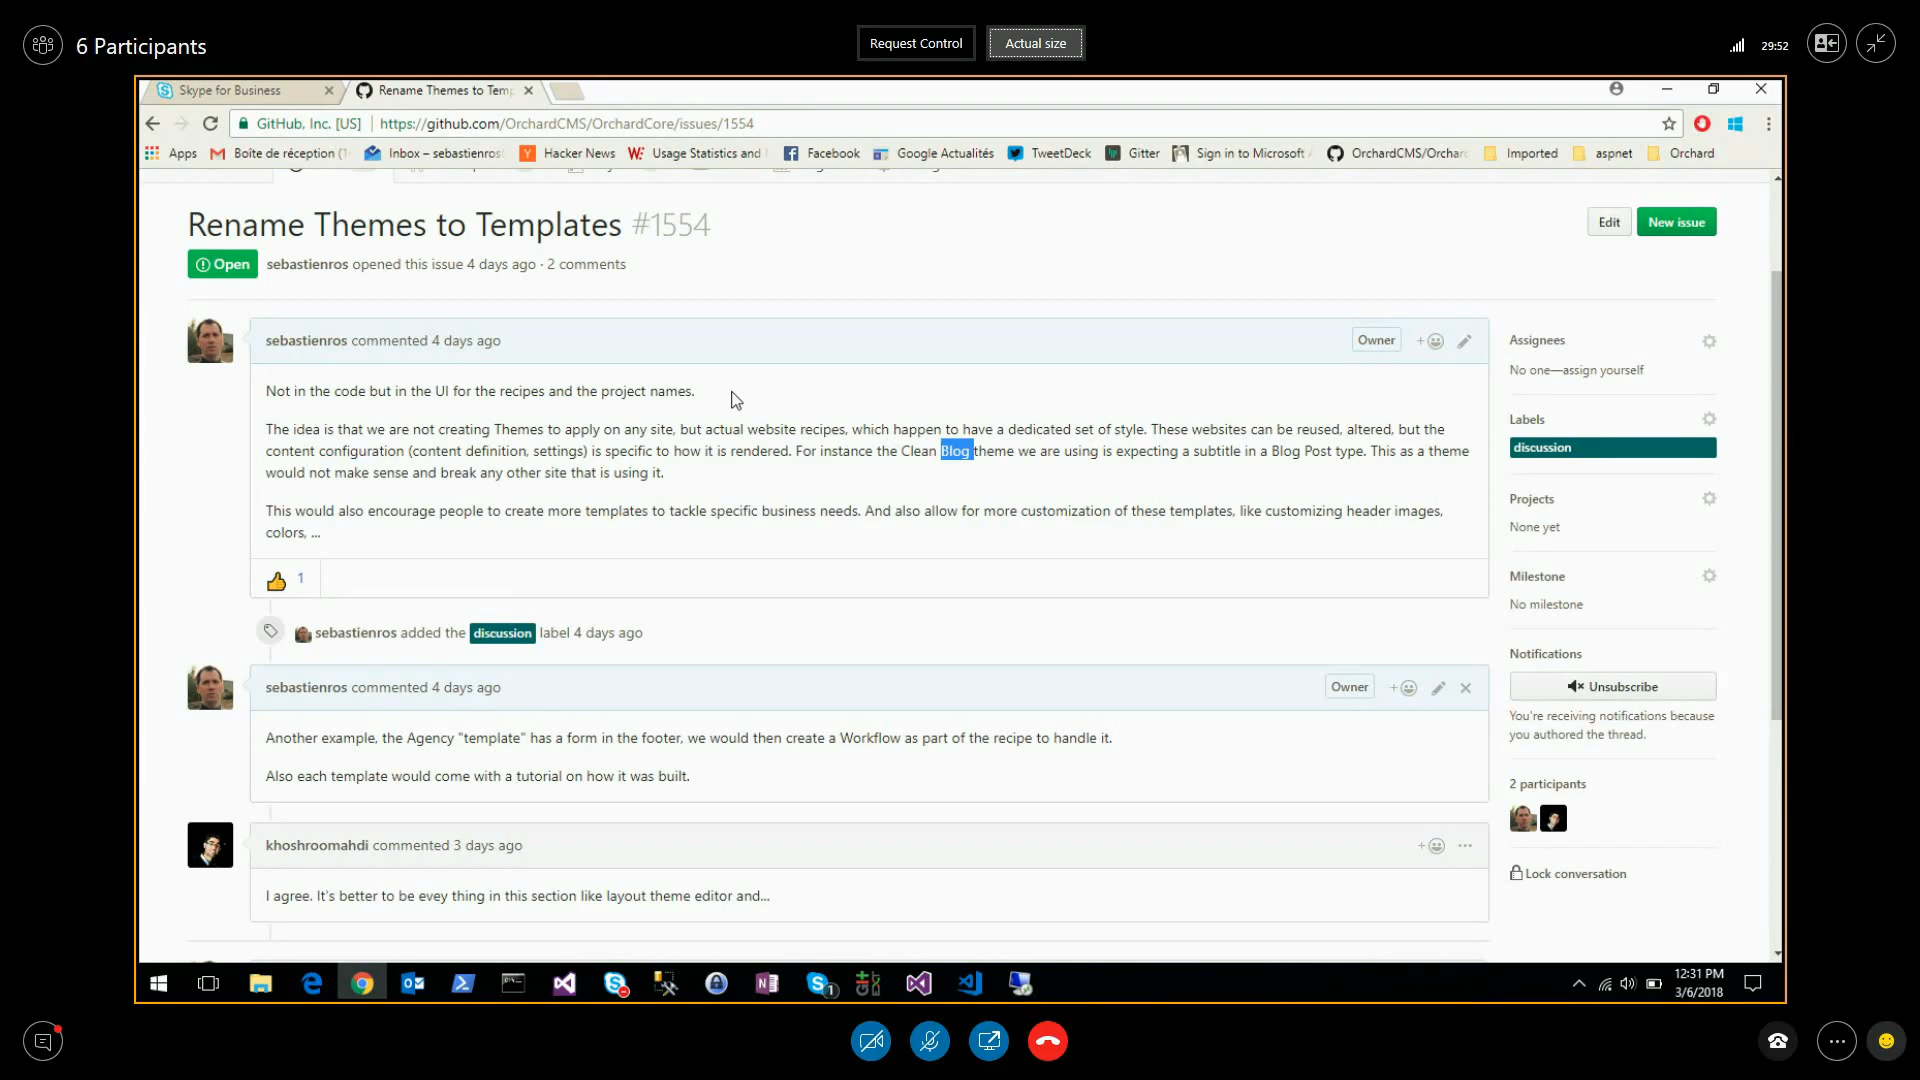 6 Participants
Request Control
Actual size
29:52
Skype for Business
Rename Themes to Temp
GitHub, Inc. [US]
https://github.com/OrchardCMS/OrchardCore/issues/1554
Apps
Boîte de réception (1
Inbox – sebastienros
Hacker News
Usage Statistics and
Facebook
Google Actualités
TweetDeck
Gitter
Sign in to Microsoft
OrchardCMS/Orchar
Imported
aspnet
Orchard
Rename Themes to Templates #1554
Edit
New issue
Open
sebastienros opened this issue 4 days ago · 2 comments
sebastienros commented 4 days ago
Owner
Not in the code but in the UI for the recipes and the project names.
The idea is that we are not creating Themes to apply on any site, but actual website recipes, which happen to have a dedicated set of style. These websites can be reused, altered, but the
content configuration (content definition, settings) is specific to how it is rendered. For instance the Clean Blog theme we are using is expecting a subtitle in a Blog Post type. This as a theme
would not make sense and break any other site that is using it.
This would also encourage people to create more templates to tackle specific business needs. And also allow for more customization of these templates, like customizing header images,
colors, ...
1
sebastienros added the discussion label 4 days ago
sebastienros commented 4 days ago
Owner
Another example, the Agency "template" has a form in the footer, we would then create a Workflow as part of the recipe to handle it.
Also each template would come with a tutorial on how it was built.
khoshroomahdi commented 3 days ago
I agree. It's better to be evey thing in this section like layout theme editor and...
Assignees
No one—assign yourself
Labels
discussion
Projects
None yet
Milestone
No milestone
Notifications
Unsubscribe
You're receiving notifications because
you authored the thread.
2 participants
Lock conversation
12:31 PM
3/6/2018